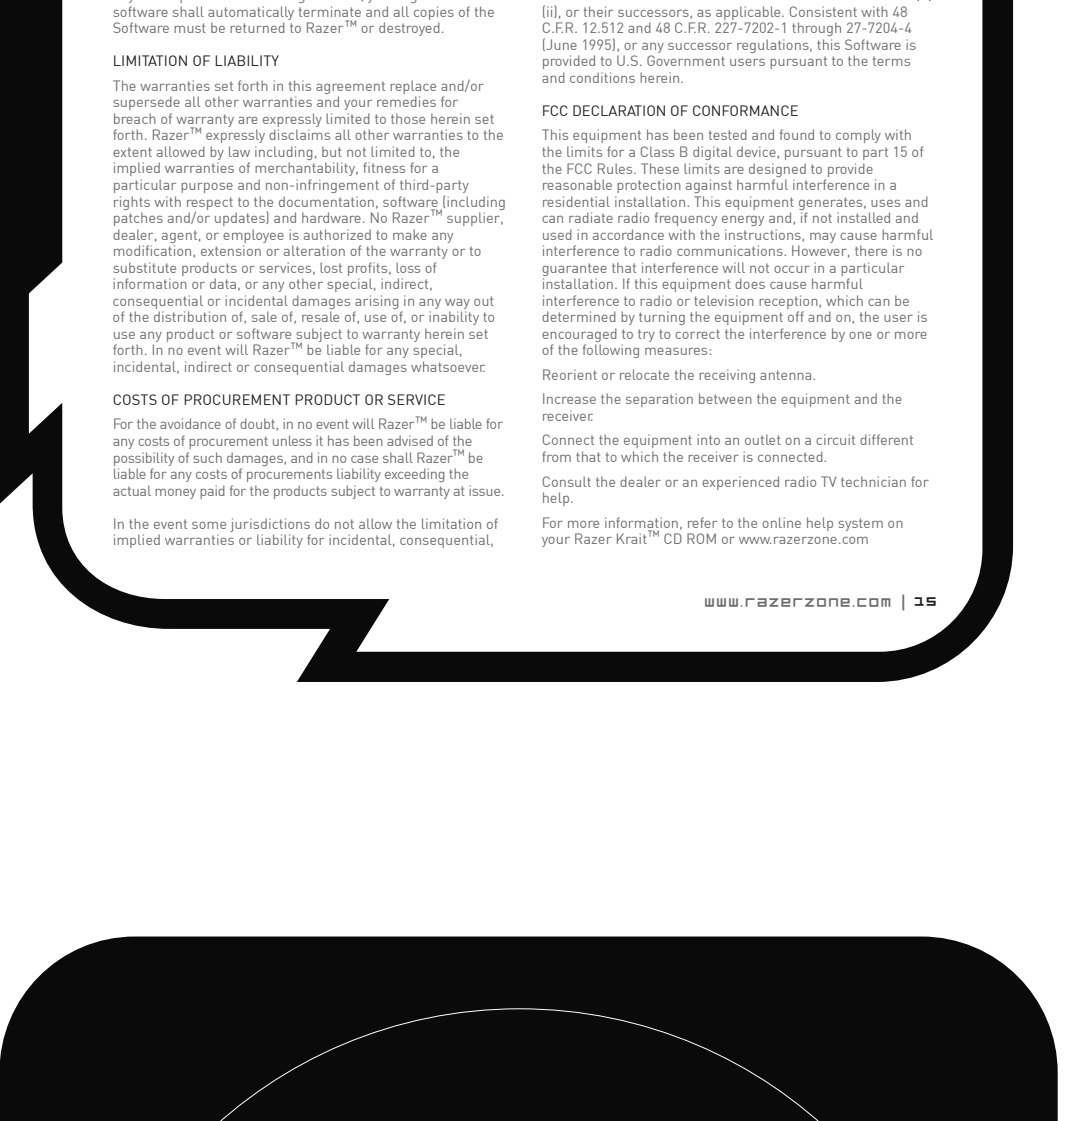 software shall automatically terminate and all copies of the
Software must be returned to Razer™ or destroyed.
LIMITATION OF LIABILITY
The warranties set forth in this agreement replace and/or
supersede all other warranties and your remedies for
breach of warranty are expressly limited to those herein set
forth. Razer™ expressly disclaims all other warranties to the
extent allowed by law including, but not limited to, the
implied warranties of merchantability, fitness for a
particular purpose and non-infringement of third-party
rights with respect to the documentation, software (including
patches and/or updates) and hardware. No Razer™ supplier,
dealer, agent, or employee is authorized to make any
modification, extension or alteration of the warranty or to
substitute products or services, lost profits, loss of
information or data, or any other special, indirect,
consequential or incidental damages arising in any way out
of the distribution of, sale of, resale of, use of, or inability to
use any product or software subject to warranty herein set
forth. In no event will Razer™ be liable for any special,
incidental, indirect or consequential damages whatsoever.
COSTS OF PROCUREMENT PRODUCT OR SERVICE
For the avoidance of doubt, in no event will Razer™ be liable for
any costs of procurement unless it has been advised of the
possibility of such damages, and in no case shall Razer™ be
liable for any costs of procurements liability exceeding the
actual money paid for the products subject to warranty at issue.
In the event some jurisdictions do not allow the limitation of
implied warranties or liability for incidental, consequential,
(ii), or their successors, as applicable. Consistent with 48
C.F.R. 12.512 and 48 C.F.R. 227-7202-1 through 27-7204-4
(June 1995), or any successor regulations, this Software is
provided to U.S. Government users pursuant to the terms
and conditions herein.
FCC DECLARATION OF CONFORMANCE
This equipment has been tested and found to comply with
the limits for a Class B digital device, pursuant to part 15 of
the FCC Rules. These limits are designed to provide
reasonable protection against harmful interference in a
residential installation. This equipment generates, uses and
can radiate radio frequency energy and, if not installed and
used in accordance with the instructions, may cause harmful
interference to radio communications. However, there is no
guarantee that interference will not occur in a particular
installation. If this equipment does cause harmful
interference to radio or television reception, which can be
determined by turning the equipment off and on, the user is
encouraged to try to correct the interference by one or more
of the following measures:
Reorient or relocate the receiving antenna.
Increase the separation between the equipment and the
receiver.
Connect the equipment into an outlet on a circuit different
from that to which the receiver is connected.
Consult the dealer or an experienced radio TV technician for
help.
For more information, refer to the online help system on
your Razer Krait™ CD ROM or www.razerzone.com
www.razerzone.com | 15